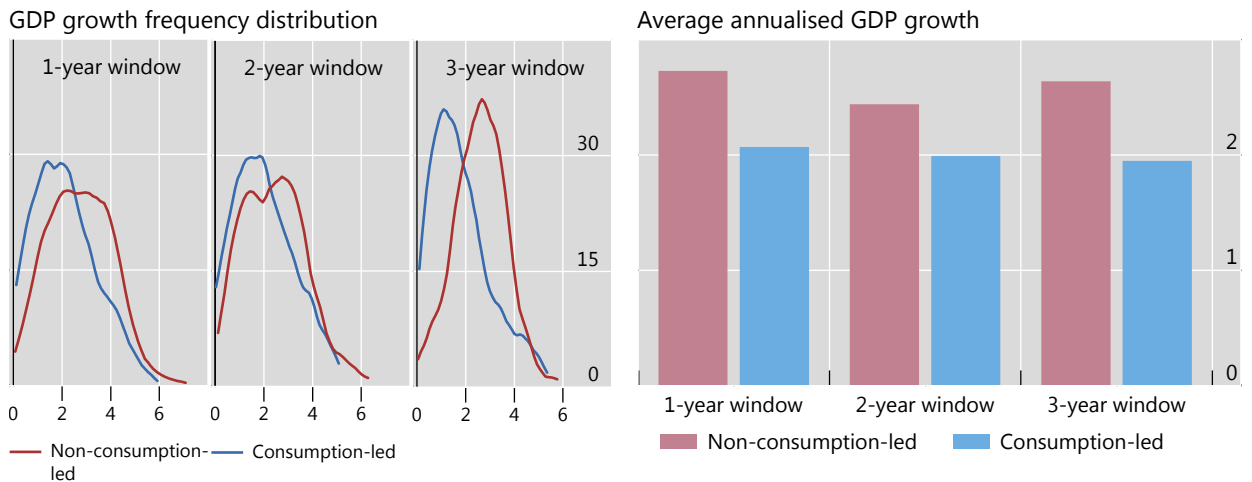 GDP growth frequency distribution
1-year window
2-year window
3-year window
30
15
0
0 2 4 6
0 2 4 6
0 2 4 6
Non-consumption-
led
Consumption-led
Average annualised GDP growth
2
1
0
1-year window
2-year window
3-year window
Non-consumption-led
Consumption-led